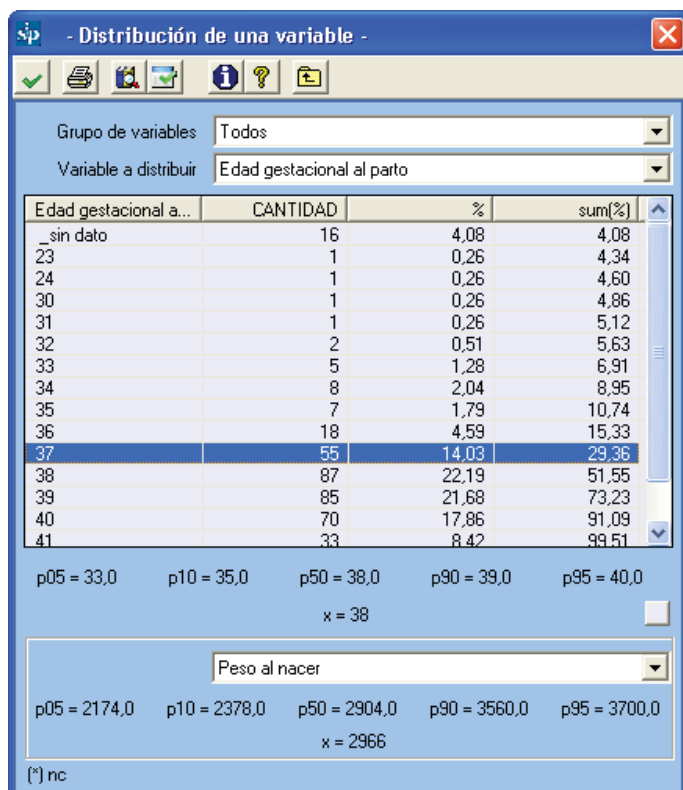 sip - Distribución de una variable -
Grupo de variables Todos
Variable a distribuir Edad gestacional al parto
Edad gestacional a... CANTIDAD % sum(%)
_sin dato 16 4,08 4,08
23 1 0,26 4,34
24 1 0,26 4,60
30 1 0,26 4,86
31 1 0,26 5,12
32 2 0,51 5,63
33 5 1,28 6,91
34 8 2,04 8,95
35 7 1,79 10,74
36 18 4,59 15,33
37 55 14,03 29,36
38 87 22,19 51,55
39 85 21,68 73,23
40 70 17,86 91,09
41 33 8,42 99,51
p05 = 33,0 p10 = 35,0 p50 = 38,0 p90 = 39,0 p95 = 40,0
x = 38
Peso al nacer
p05 = 2174,0 p10 = 2378,0 p50 = 2904,0 p90 = 3560,0 p95 = 3700,0
x = 2966
(*) nc